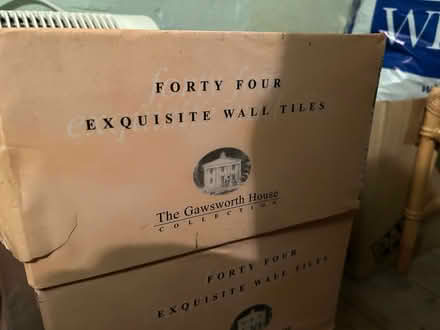 FORTY FOUR
EXQUISITE WALL TILES
The Gawsworth House
COLLECTION
FORTY FOUR
EXQUISITE WALL TILES